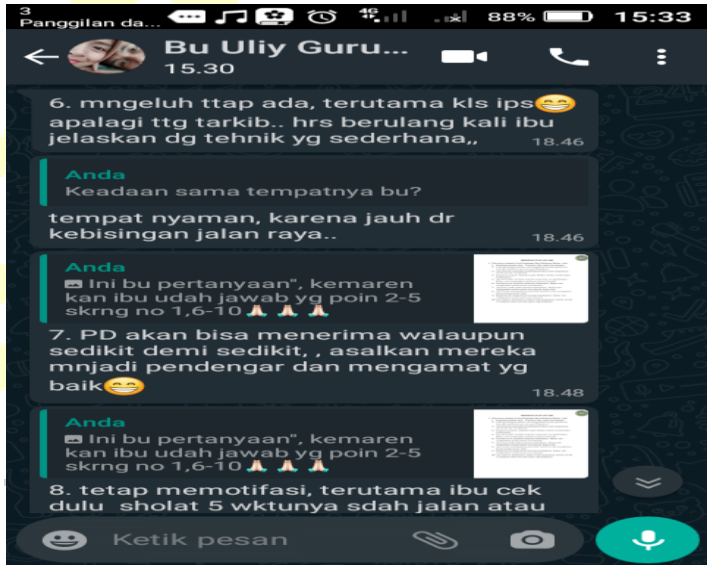 3
Panggilan da...
4G
88%
15:33
Bu Uliy Guru...
15.30
6. mngeluh ttap ada, terutama kls ips😁
apalagi ttg tarkib.. hrs berulang kali ibu
jelaskan dg tehnik yg sederhana,,
18.46
Anda
Keadaan sama tempatnya bu?
tempat nyaman, karena jauh dr
kebisingan jalan raya..
18.46
Anda
Ini bu pertanyaan", kemaren
kan ibu udah jawab yg poin 2-5
skrng no 1,6-10🙏🏻🙏🏻🙏🏻
7. PD akan bisa menerima walaupun
sedikit demi sedikit, , asalkan mereka
mnjadi pendengar dan mengamat yg
baik😁
18.48
Anda
Ini bu pertanyaan", kemaren
kan ibu udah jawab yg poin 2-5
skrng no 1,6-10🙏🏻🙏🏻🙏🏻
8. tetap memotifasi, terutama ibu cek
dulu sholat 5 wktunya sdah jalan atau
Ketik pesan